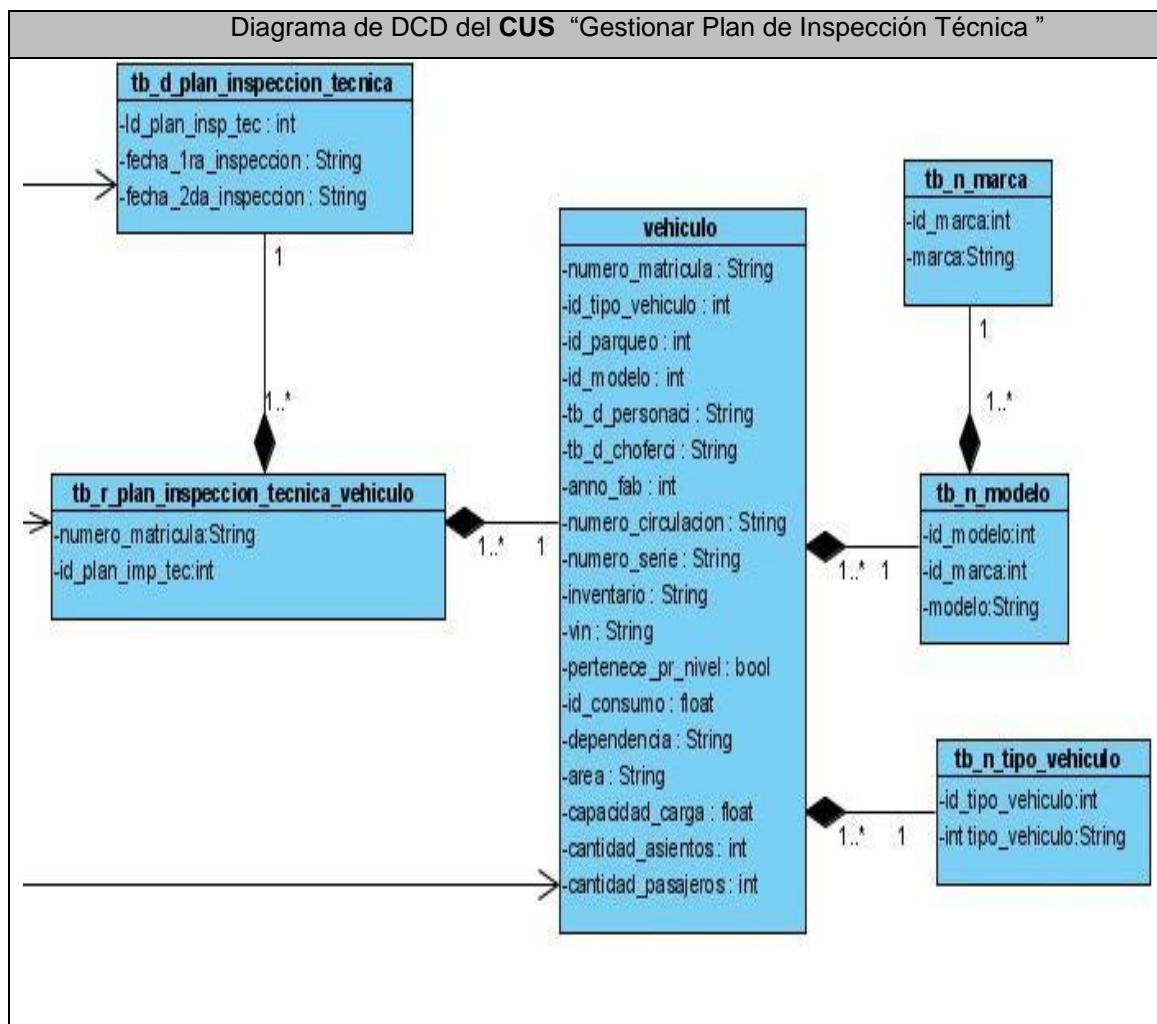 Diagrama de DCD del CUS “Gestionar Plan de Inspección Técnica ”
tb_d_plan_inspeccion_tecnica
-Id_plan_insp_tec : int
-fecha_1ra_inspeccion : String
-fecha_2da_inspeccion : String
1
1..*
tb_r_plan_inspeccion_tecnica_vehiculo
-numero_matricula:String
-id_plan_imp_tec:int
1..* 1
vehiculo
-numero_matricula : String
-id_tipo_vehiculo : int
-id_parqueo : int
-id_modelo : int
-tb_d_personaci : String
-tb_d_choferci : String
-anno_fab : int
-numero_circulacion : String
-numero_serie : String
-inventario : String
-vin : String
-pertenece_pr_nivel : bool
-id_consumo : float
-dependencia : String
-area : String
-capacidad_carga : float
-cantidad_asientos : int
-cantidad_pasajeros : int
tb_n_marca
-id_marca:int
-marca:String
1
1..*
tb_n_modelo
-id_modelo:int
-id_marca:int
-modelo:String
1..* 1
tb_n_tipo_vehiculo
-id_tipo_vehiculo:int
-int tipo_vehiculo:String
1..* 1